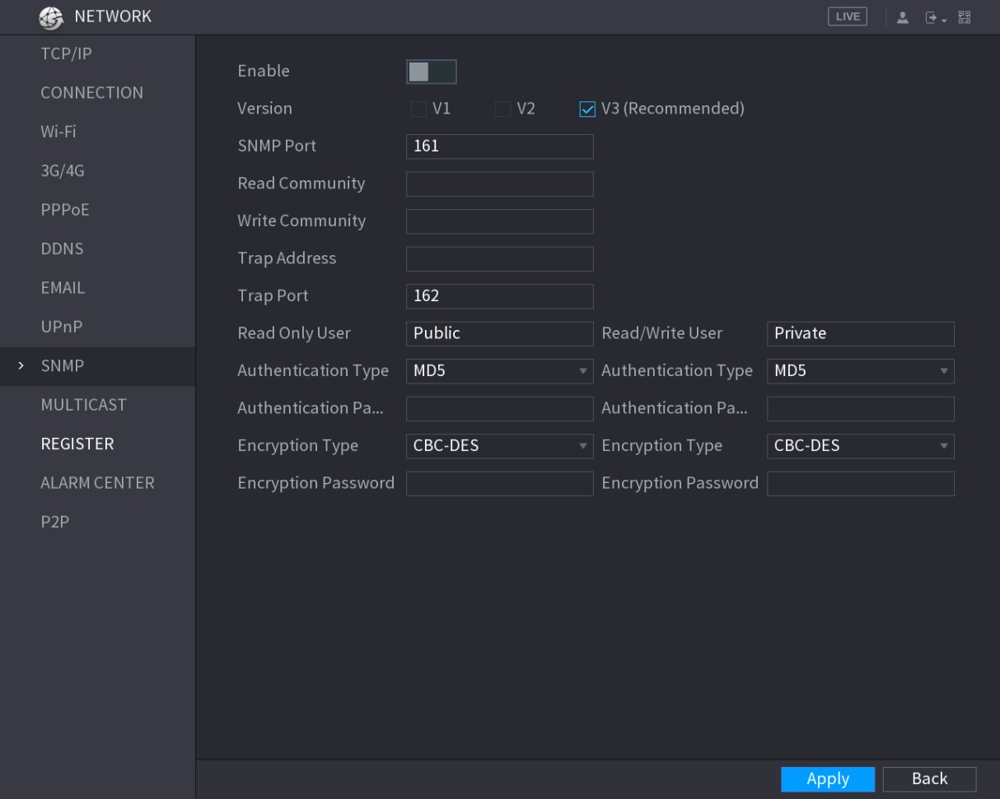 NETWORK
LIVE
TCP/IP
CONNECTION
Wi-Fi
3G/4G
PPPoE
DDNS
EMAIL
UPnP
SNMP
MULTICAST
REGISTER
ALARM CENTER
P2P
Enable
Version V1 V2 V3 (Recommended)
SNMP Port 161
Read Community
Write Community
Trap Address
Trap Port 162
Read Only User Public Read/Write User Private
Authentication Type MD5 Authentication Type MD5
Authentication Pa... Authentication Pa...
Encryption Type CBC-DES Encryption Type CBC-DES
Encryption Password Encryption Password
Apply Back